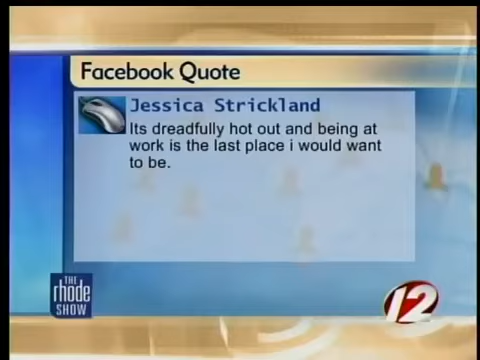 Facebook Quote
Jessica Strickland
Its dreadfully hot out and being at
work is the last place i would want
to be.
THE
rhode
SHOW
12